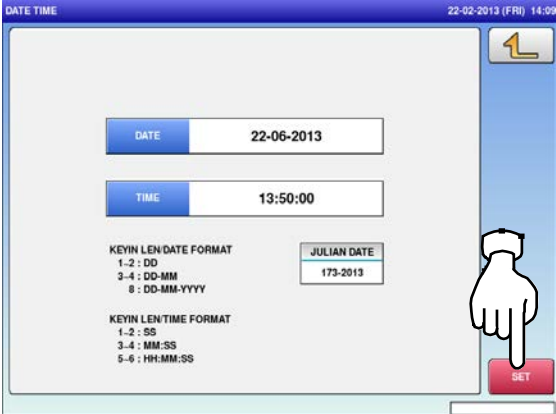 DATE TIME 22-02-2013 (FRI) 14:09
DATE 22-06-2013
TIME 13:50:00
KEYIN LEN/DATE FORMAT
1-2 : DD
3-4 : DD-MM
8 : DD-MM-YYYY
JULIAN DATE
173-2013
KEYIN LEN/TIME FORMAT
1-2 : SS
3-4 : MM:SS
5-6 : HH:MM:SS
SET